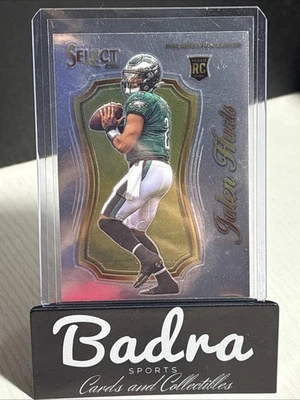 SELECT
RC
Jalen Hurts
Badra
SPORTS
Cards and Collectibles